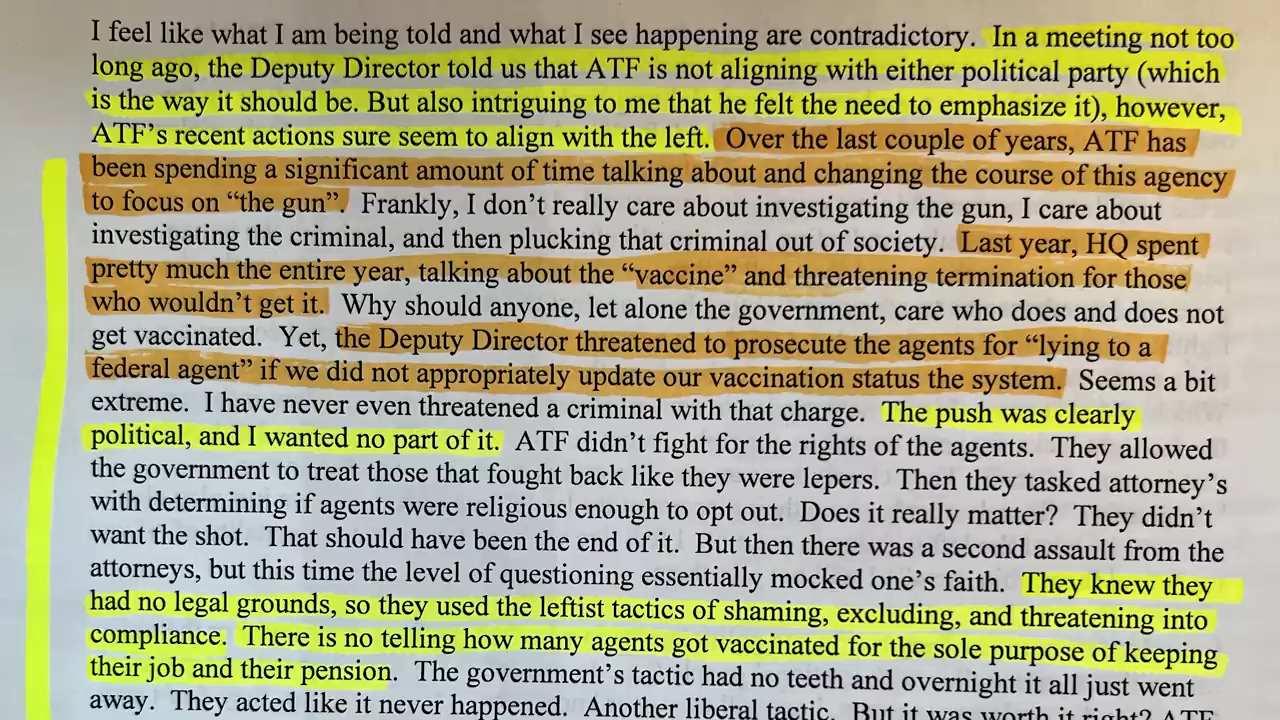 I feel like what I am being told and what I see happening are contradictory. In a meeting not too
long ago, the Deputy Director told us that ATF is not aligning with either political party (which
is the way it should be. But also intriguing to me that he felt the need to emphasize it), however,
ATF’s recent actions sure seem to align with the left. Over the last couple of years, ATF has
been spending a significant amount of time talking about and changing the course of this agency
to focus on “the gun”. Frankly, I don’t really care about investigating the gun, I care about
investigating the criminal, and then plucking that criminal out of society. Last year, HQ spent
pretty much the entire year, talking about the “vaccine” and threatening termination for those
who wouldn’t get it. Why should anyone, let alone the government, care who does and does not
get vaccinated. Yet, the Deputy Director threatened to prosecute the agents for “lying to a
federal agent” if we did not appropriately update our vaccination status the system. Seems a bit
extreme. I have never even threatened a criminal with that charge. The push was clearly
political, and I wanted no part of it. ATF didn’t fight for the rights of the agents. They allowed
the government to treat those that fought back like they were lepers. Then they tasked attorney’s
with determining if agents were religious enough to opt out. Does it really matter? They didn’t
want the shot. That should have been the end of it. But then there was a second assault from the
attorneys, but this time the level of questioning essentially mocked one’s faith. They knew they
had no legal grounds, so they used the leftist tactics of shaming, excluding, and threatening into
compliance. There is no telling how many agents got vaccinated for the sole purpose of keeping
their job and their pension. The government’s tactic had no teeth and overnight it all just went
away. They acted like it never happened. Another liberal tactic. But it was worth it right? ATF